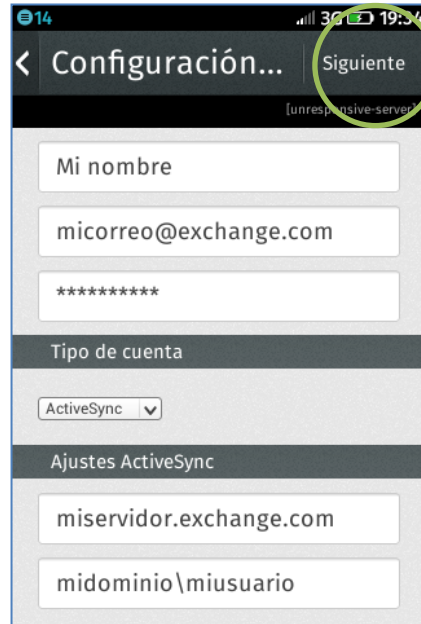 14 3G 19:34
Configuración... Siguiente
[unresponsive-server]
Mi nombre
micorreo@exchange.com
**********
Tipo de cuenta
ActiveSync
Ajustes ActiveSync
miservidor.exchange.com
midominio\miusuario